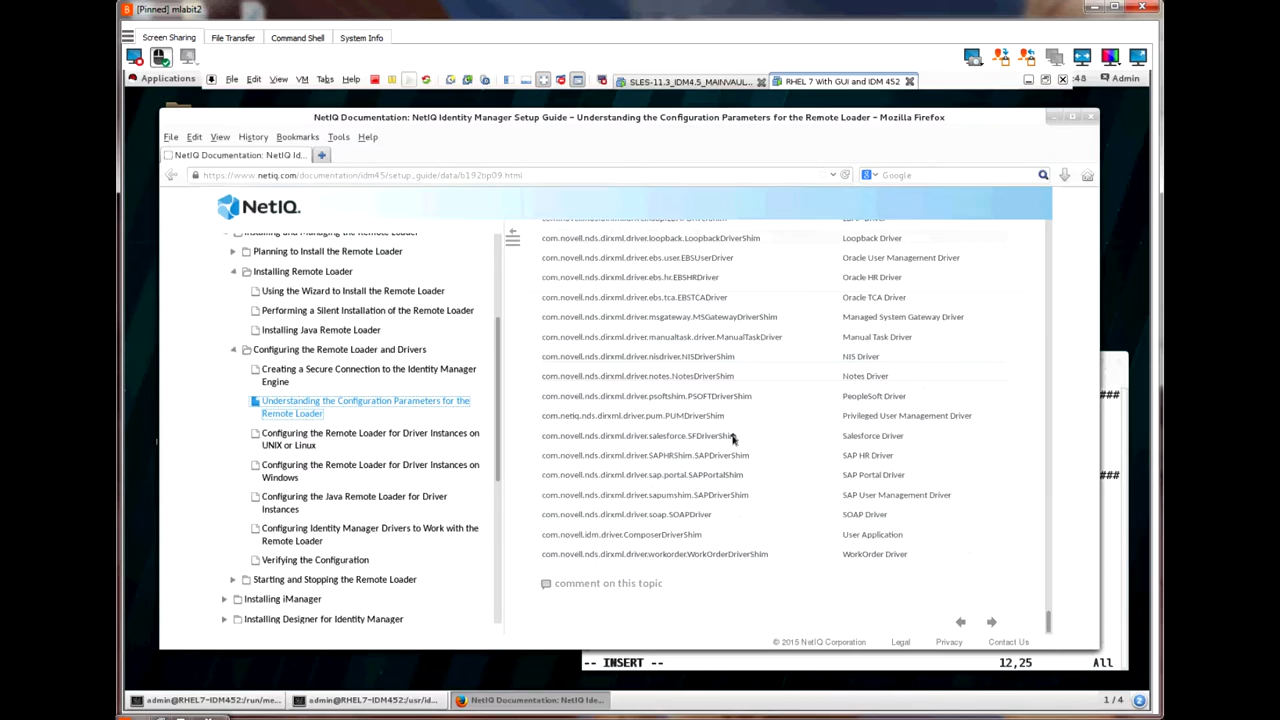 [Pinned] mlabit2
Screen Sharing File Transfer Command Shell System Info
Applications File Edit View VM Tabs Help SLES-11.3_IDM4.5_MAINVAUL... RHEL 7 With GUI and IDM 452 :48 Admin
NetIQ Documentation: NetIQ Identity Manager Setup Guide – Understanding the Configuration Parameters for the Remote Loader – Mozilla Firefox
File Edit View History Bookmarks Tools Help
NetIQ Documentation: NetIQ Id...
https://www.netiq.com/documentation/idm45/setup_guide/data/b192bp09.html Google
NetIQ.
Installing and Managing the Remote Loader
Planning to Install the Remote Loader
Installing Remote Loader
Using the Wizard to Install the Remote Loader
Performing a Silent Installation of the Remote Loader
Installing Java Remote Loader
Configuring the Remote Loader and Drivers
Creating a Secure Connection to the Identity Manager
Engine
Understanding the Configuration Parameters for the
Remote Loader
Configuring the Remote Loader for Driver Instances on
UNIX or Linux
Configuring the Remote Loader for Driver Instances on
Windows
Configuring the Java Remote Loader for Driver
Instances
Configuring Identity Manager Drivers to Work with the
Remote Loader
Verifying the Configuration
Starting and Stopping the Remote Loader
Installing iManager
Installing Designer for Identity Manager
com.novell.nds.dirxml.driver.loopback.LoopbackDriverShim Loopback Driver
com.novell.nds.dirxml.driver.ebs.user.EBSUserDriver Oracle User Management Driver
com.novell.nds.dirxml.driver.ebs.hr.EBSHRDriver Oracle HR Driver
com.novell.nds.dirxml.driver.ebs.tca.EBSTCADriver Oracle TCA Driver
com.novell.nds.dirxml.driver.msgateway.MSGatewayDriverShim Managed System Gateway Driver
com.novell.nds.dirxml.driver.manualtask.driver.ManualTaskDriver Manual Task Driver
com.novell.nds.dirxml.driver.nisdriver.NISDriverShim NIS Driver
com.novell.nds.dirxml.driver.notes.NotesDriverShim Notes Driver
com.novell.nds.dirxml.driver.psoftshim.PSOFTDriverShim PeopleSoft Driver
com.netiq.nds.dirxml.driver.pum.PUMDriverShim Privileged User Management Driver
com.novell.nds.dirxml.driver.salesforce.SFDriverShim Salesforce Driver
com.novell.nds.dirxml.driver.SAPHRShim.SAPDriverShim SAP HR Driver
com.novell.nds.dirxml.driver.sap.portal.SAPPortalShim SAP Portal Driver
com.novell.nds.dirxml.driver.sapumshim.SAPDriverShim SAP User Management Driver
com.novell.nds.dirxml.driver.soap.SOAPDriver SOAP Driver
com.novell.idm.driver.ComposerDriverShim User Application
com.novell.nds.dirxml.driver.workorder.WorkOrderDriverShim WorkOrder Driver
comment on this topic
© 2015 NetIQ Corporation Legal Privacy Contact Us
###
###
-- INSERT -- 12,25 All
admin@RHEL7-IDM452:/run/me... admin@RHEL7-IDM452:/usr/id... NetIQ Documentation: NetIQ Ide... 1 / 4 2